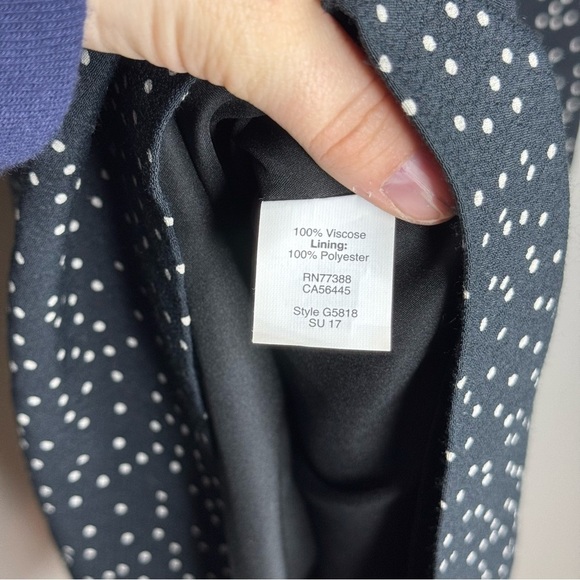 100% Viscose
Lining:
100% Polyester
RN77388
CA56445
Style G5818
SU 17